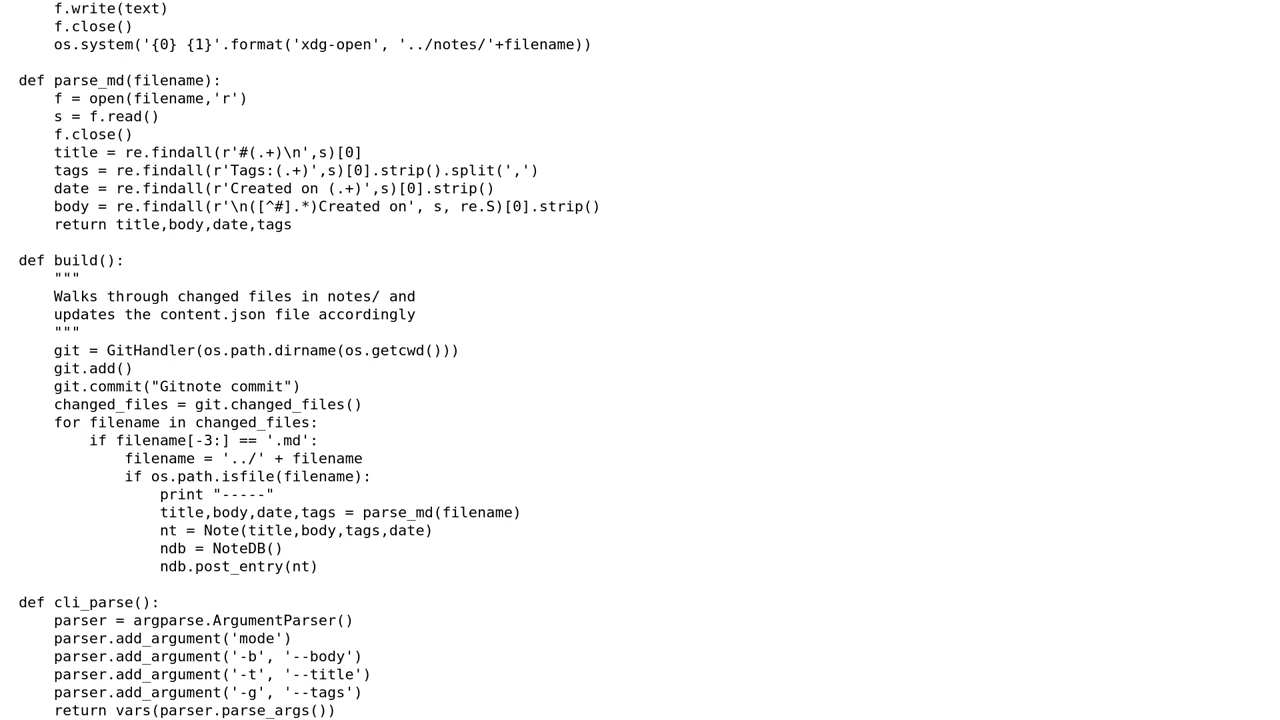 f.write(text)
    f.close()
    os.system('{0} {1}'.format('xdg-open', '../notes/'+filename))

def parse_md(filename):
    f = open(filename,'r')
    s = f.read()
    f.close()
    title = re.findall(r'#(.+)\n',s)[0]
    tags = re.findall(r'Tags:(.+)',s)[0].strip().split(',')
    date = re.findall(r'Created on (.+)',s)[0].strip()
    body = re.findall(r'\n([^#].*)Created on', s, re.S)[0].strip()
    return title,body,date,tags

def build():
    """
    Walks through changed files in notes/ and
    updates the content.json file accordingly
    """
    git = GitHandler(os.path.dirname(os.getcwd()))
    git.add()
    git.commit("Gitnote commit")
    changed_files = git.changed_files()
    for filename in changed_files:
        if filename[-3:] == '.md':
            filename = '../' + filename
            if os.path.isfile(filename):
                print "-----"
                title,body,date,tags = parse_md(filename)
                nt = Note(title,body,tags,date)
                ndb = NoteDB()
                ndb.post_entry(nt)

def cli_parse():
    parser = argparse.ArgumentParser()
    parser.add_argument('mode')
    parser.add_argument('-b', '--body')
    parser.add_argument('-t', '--title')
    parser.add_argument('-g', '--tags')
    return vars(parser.parse_args())